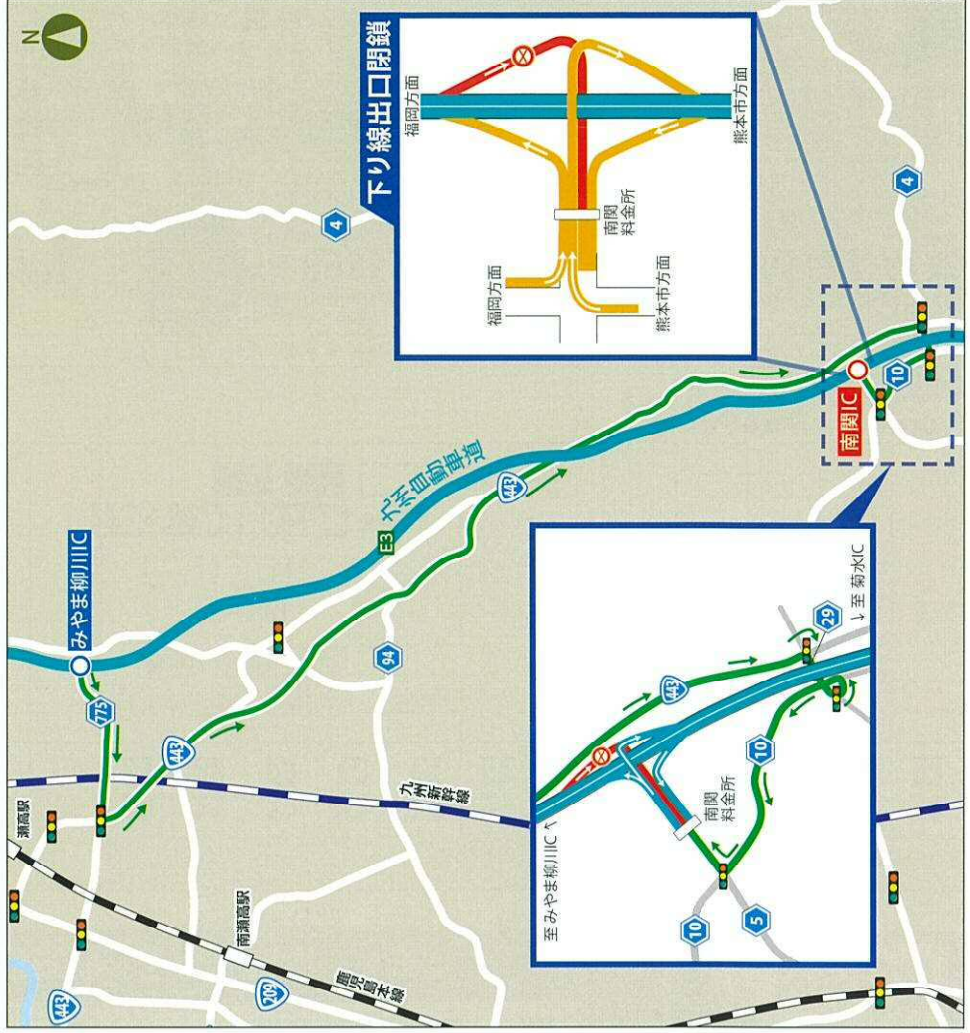 N
下り線出口閉鎖
福岡方面
熊本市方面
南関
料金所
福岡方面
熊本市方面
4
4
みやま柳川IC
775
443
E3
九州自動車道
443
94
瀬高駅
九州新幹線
南瀬高駅
鹿児島本線
209
443
南関IC
10
至 みやま柳川IC
443
10
29
南関
料金所
10
5
至 菊水IC